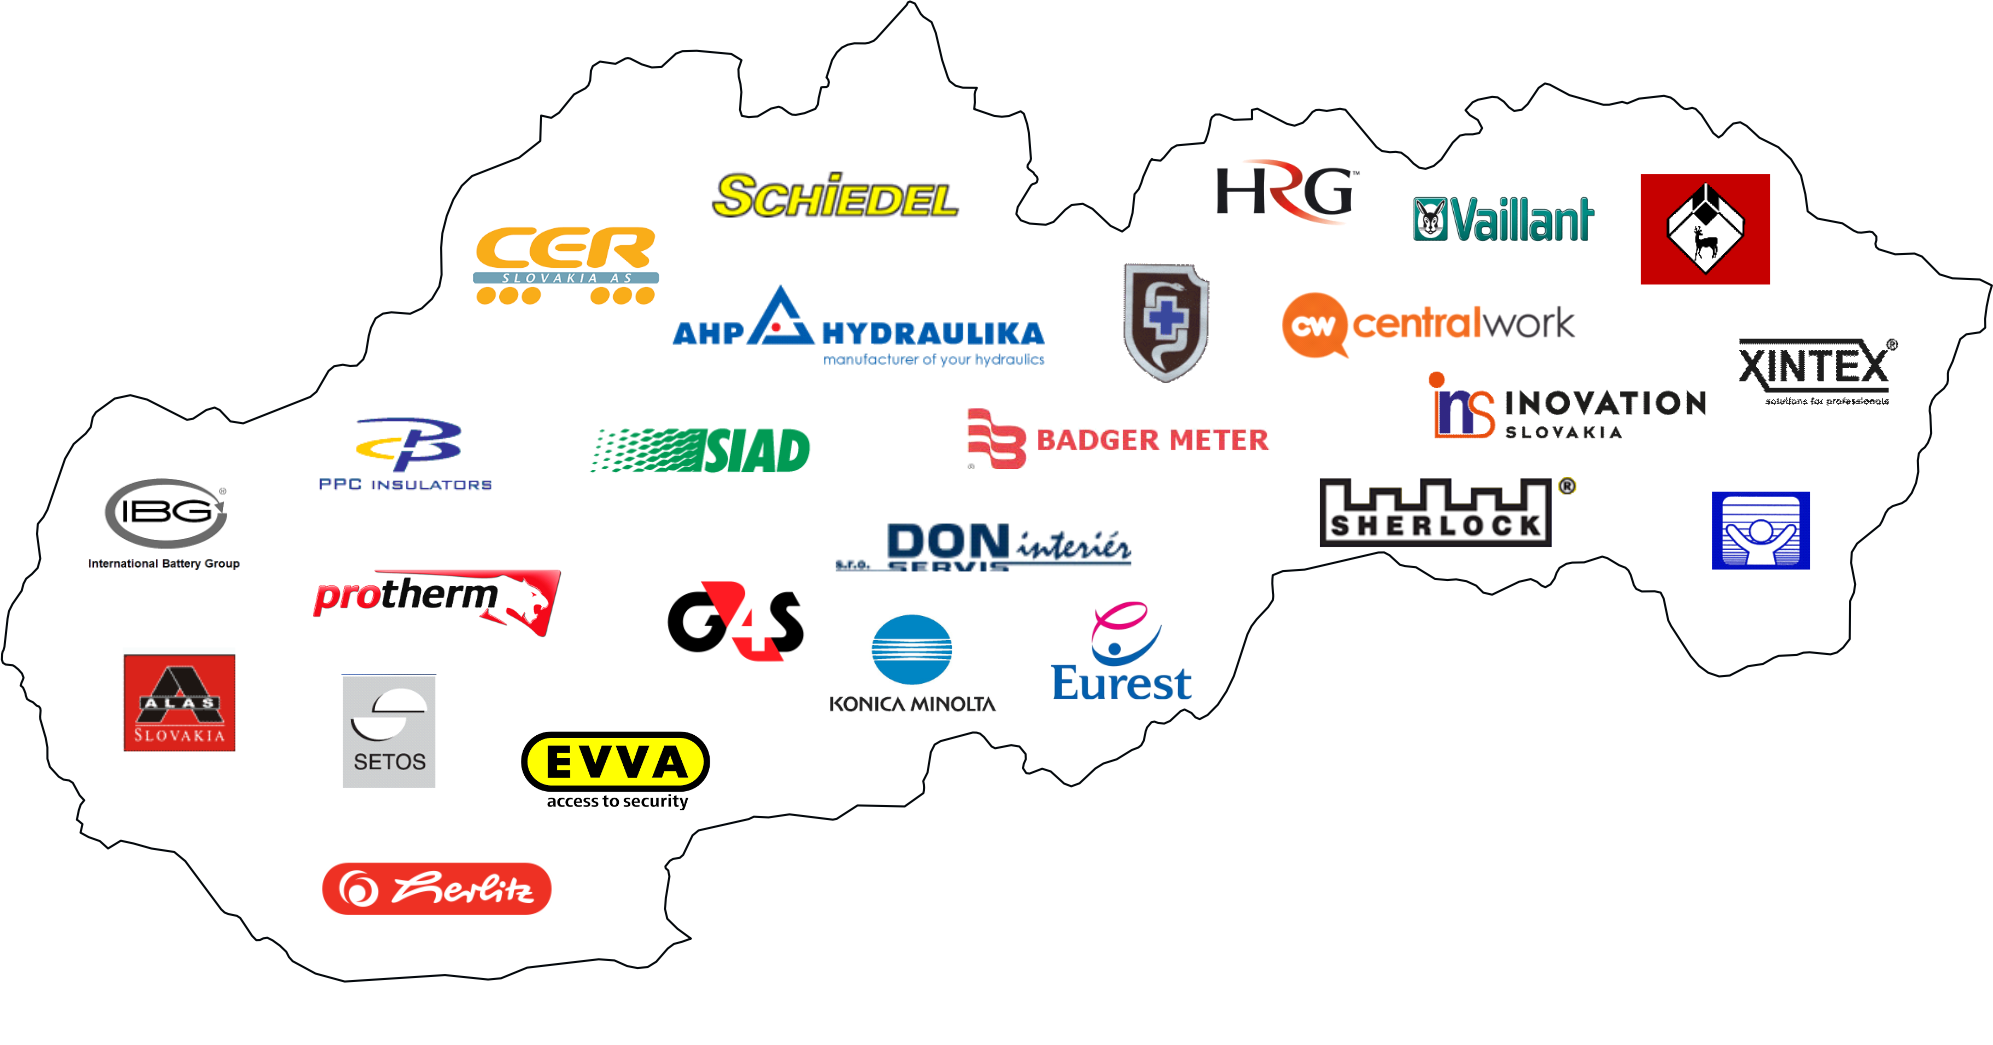 SCHiEDEL
HRG™
Vaillant
CER
SLOVAKIA AS
AHP HYDRAULIKA
manufacturer of your hydraulics
cw centralwork
XINTEX®
solutions for professionals
ins INOVATION
SLOVAKIA
PPC INSULATORS
SIAD
BADGER METER
IBG®
International Battery Group
SHERLOCK®
DON interiér
s.r.o. SERVIS
protherm
G4S
KONICA MINOLTA
Eurest
ALAS
SLOVAKIA
SETOS
EVVA
access to security
herlitz